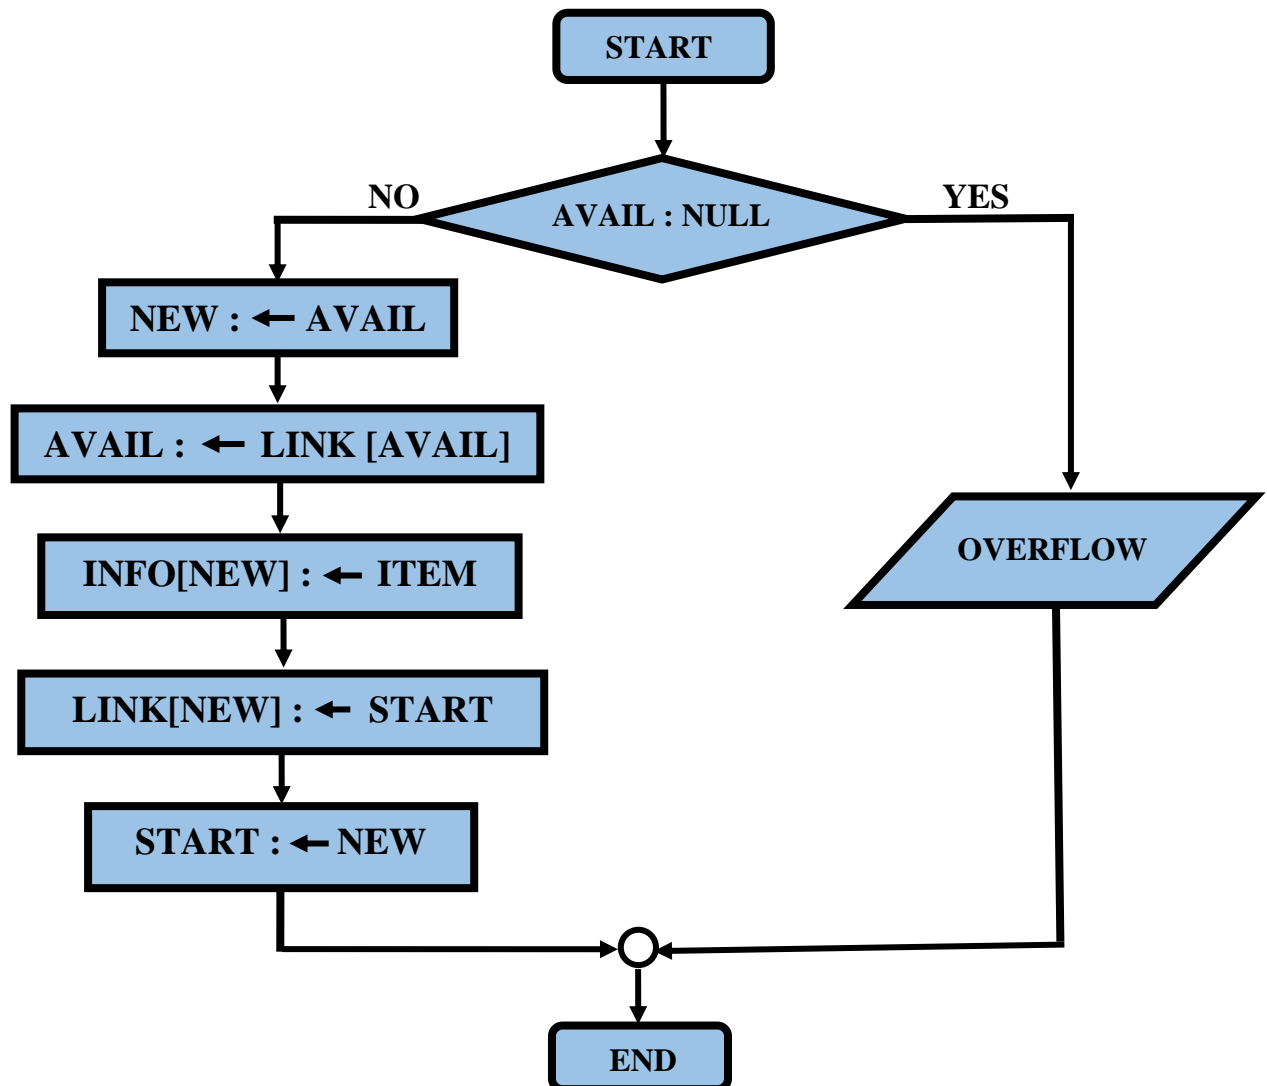 START
NO
YES
AVAIL : NULL
NEW : ← AVAIL
AVAIL : ← LINK [AVAIL]
INFO[NEW] : ← ITEM
OVERFLOW
LINK[NEW] : ← START
START : ← NEW
END